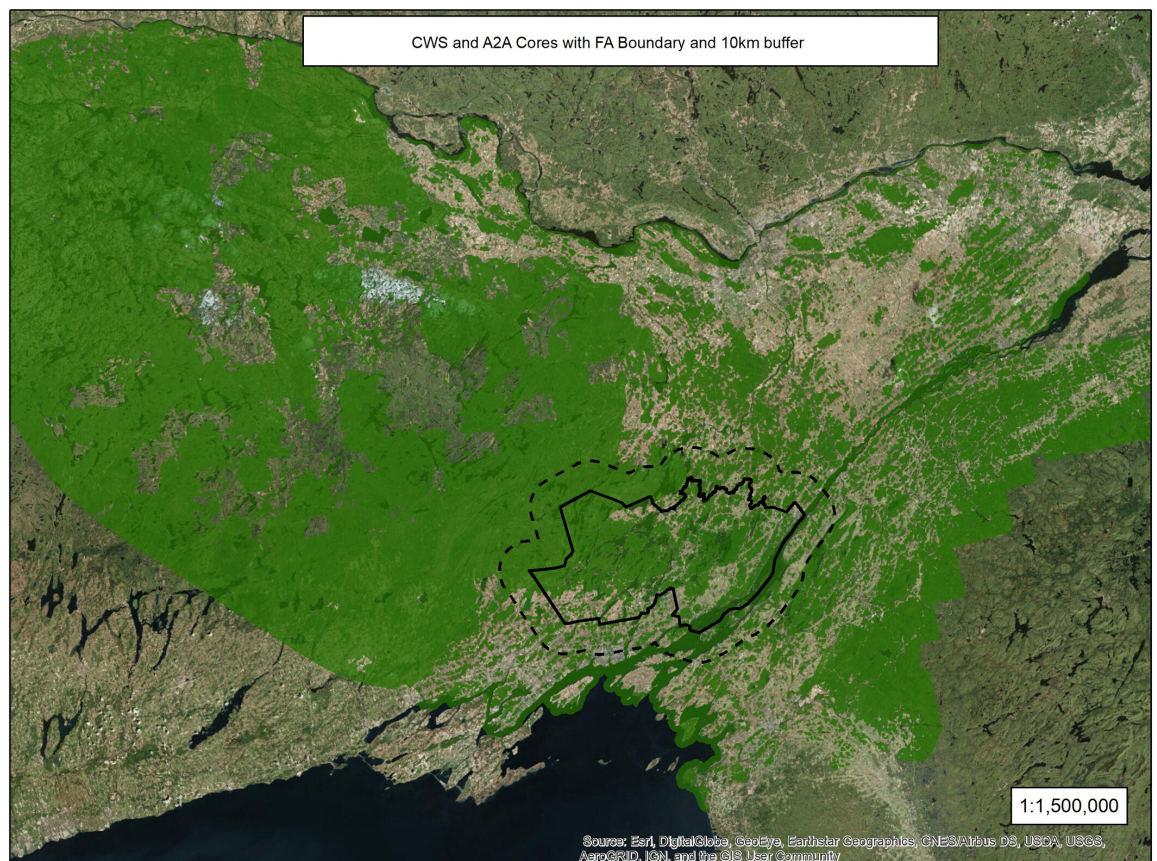 CWS and A2A Cores with FA Boundary and 10km buffer
1:1,500,000
Source: Esri, DigitalGlobe, GeoEye, Earthstar Geographics, CNES/Airbus DS, USDA, USGS,
AeroGRID, IGN, and the GIS User Community